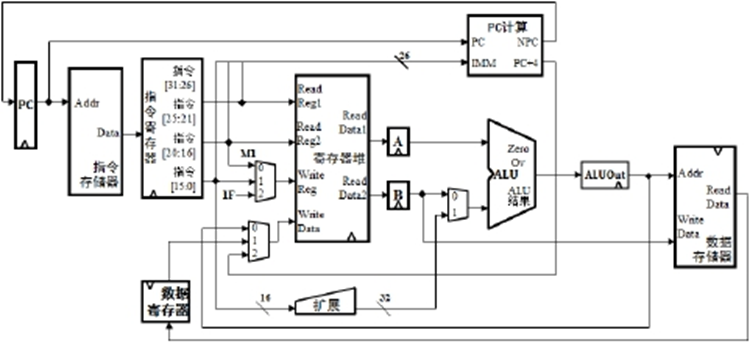 PC计算
PC NPC
IMM PC+4
26
PC
Addr
Data
指令
存储器
指令寄存器
指令
[31:26]
指令
[25:21]
指令
[20:16]
指令
[15:0]
M1
0
1
2
1F
0
1
2
Read
Reg1
Read
Reg2
Write
Reg
Write
Data
Read
Data1
寄存器堆
Read
Data2
A
B
0
1
Zero
Ov
ALU
ALU
结果
ALUOut
Addr
Read
Data
Write
Data
数据
存储器
数据
寄存器
16
扩展
32